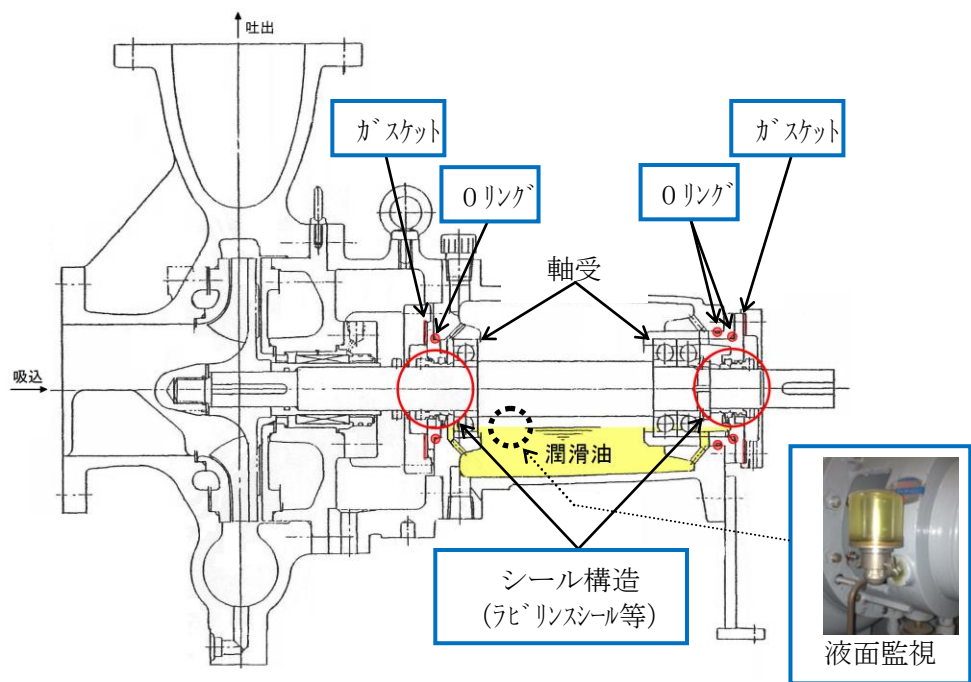 吐出
ガスケット
ガスケット
Oリング
Oリング
軸受
吸込
潤滑油
シール構造
(ラビリンスシール等)
液面監視